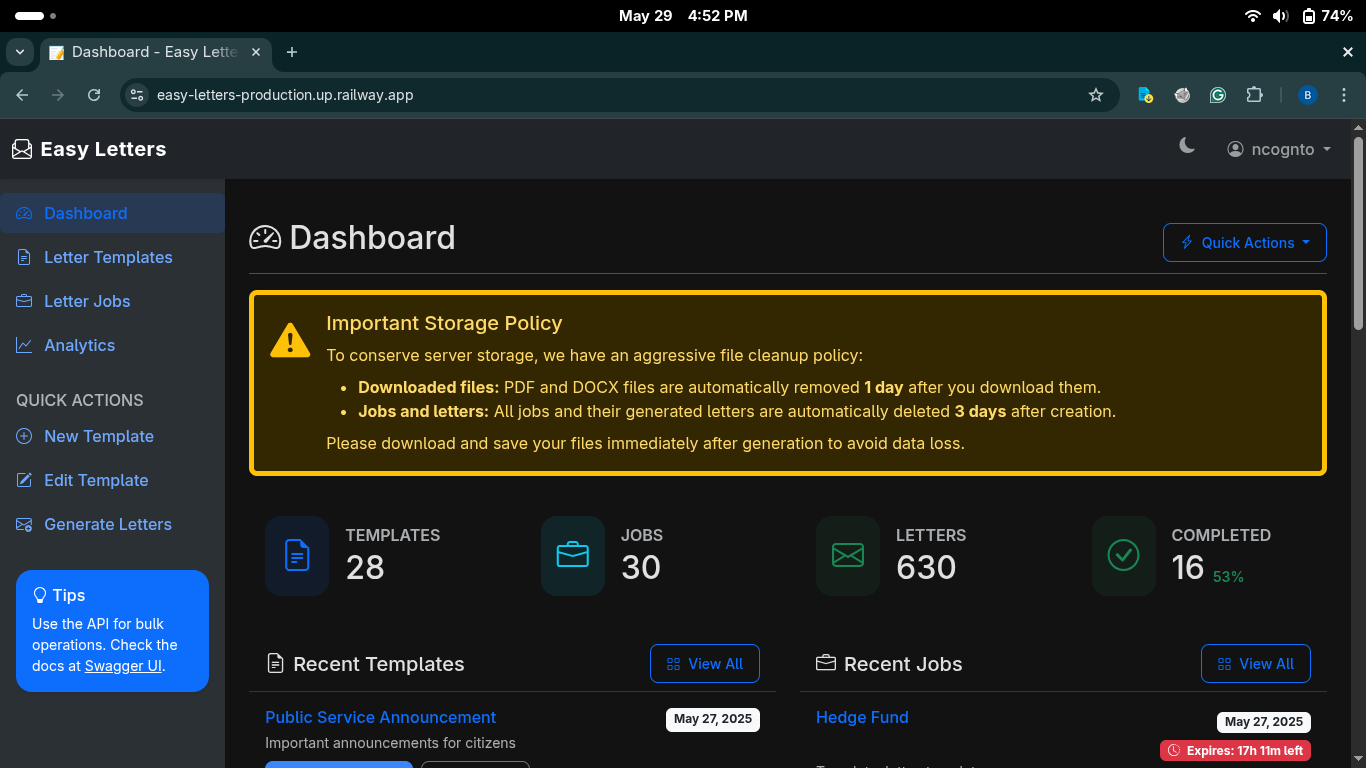 May 29 4:52 PM
74%
Dashboard - Easy Lette
easy-letters-production.up.railway.app
B
Easy Letters
ncognto
Dashboard
Letter Templates
Letter Jobs
Analytics
QUICK ACTIONS
New Template
Edit Template
Generate Letters
Tips
Use the API for bulk
operations. Check the
docs at Swagger UI.
Dashboard
Quick Actions
Important Storage Policy
To conserve server storage, we have an aggressive file cleanup policy:
• Downloaded files: PDF and DOCX files are automatically removed 1 day after you download them.
• Jobs and letters: All jobs and their generated letters are automatically deleted 3 days after creation.
Please download and save your files immediately after generation to avoid data loss.
TEMPLATES
28
JOBS
30
LETTERS
630
COMPLETED
16 53%
Recent Templates
View All
Public Service Announcement
May 27, 2025
Important announcements for citizens
Recent Jobs
View All
Hedge Fund
May 27, 2025
Expires: 17h 11m left